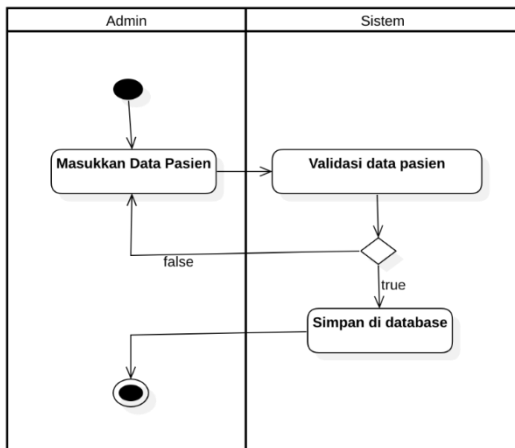 Admin
Sistem
Masukkan Data Pasien
Validasi data pasien
false
true
Simpan di database